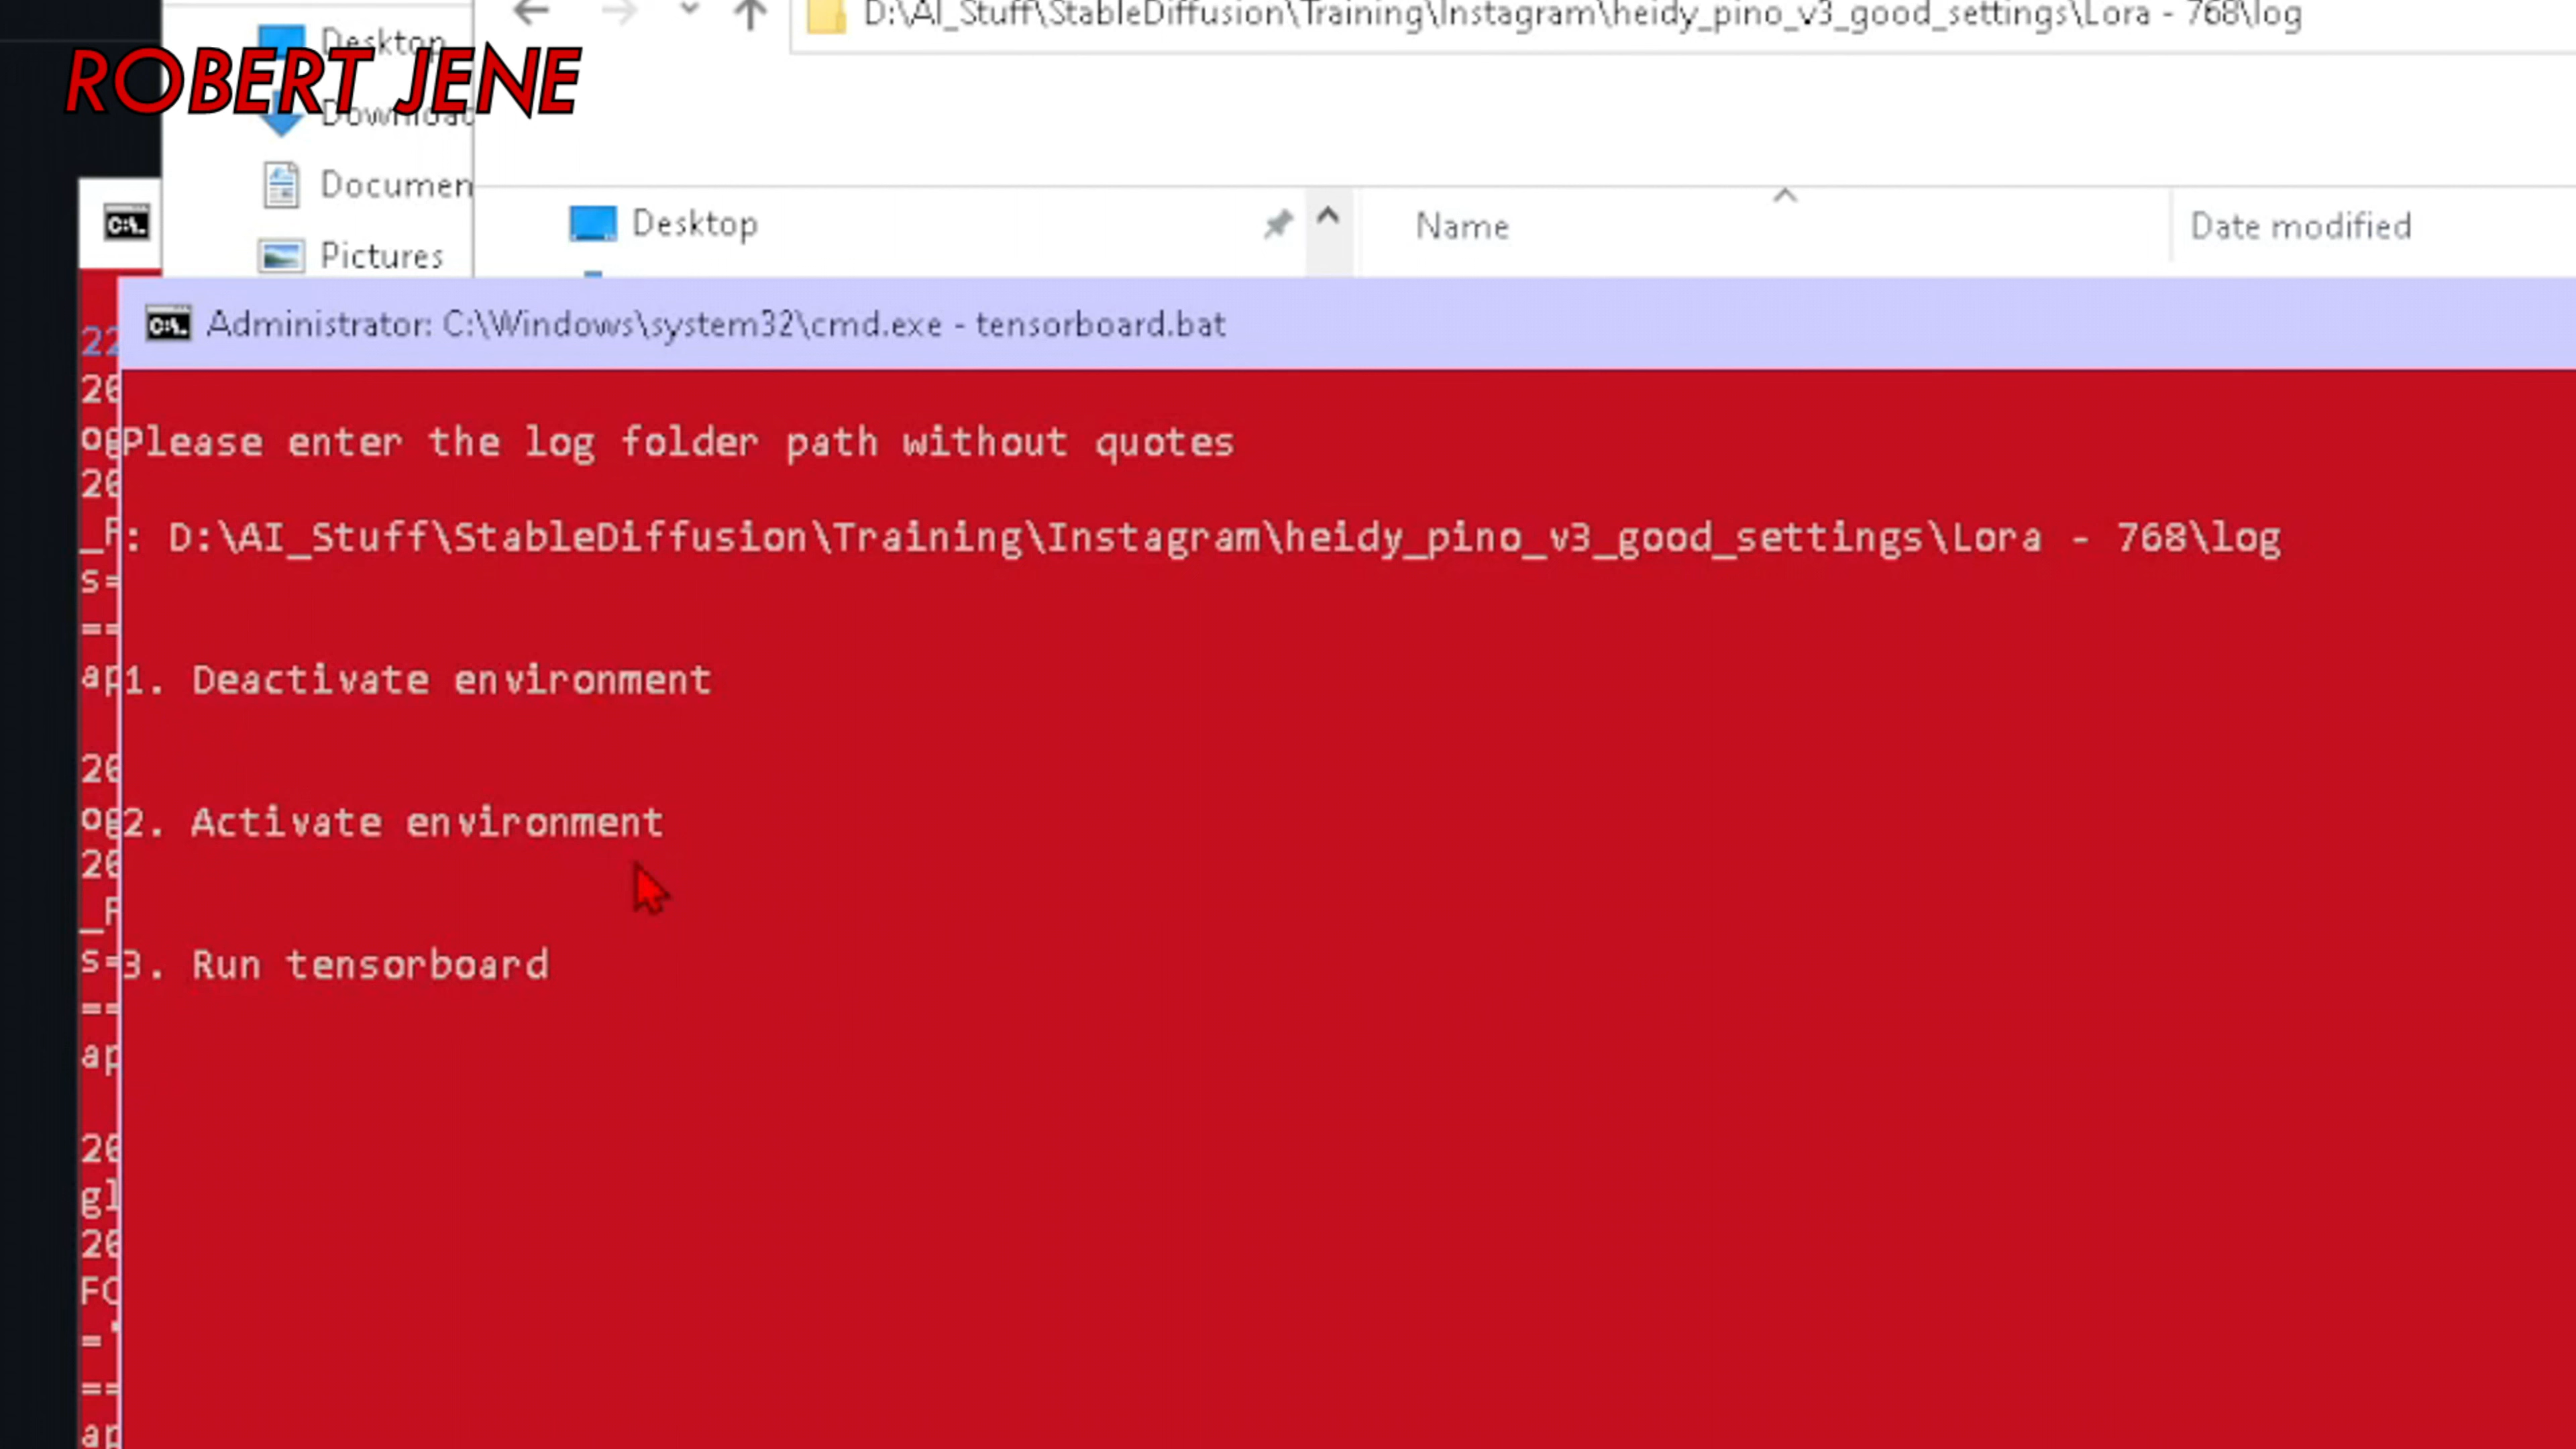 D:\AI_Stuff\StableDiffusion\Training\Instagram\heidy_pino_v3_good_settings\Lora - 768\log
Desktop
ROBERT JENE
Documen
Pictures
Desktop
Name
Date modified
Administrator: C:\Windows\system32\cmd.exe - tensorboard.bat
Please enter the log folder path without quotes
: D:\AI_Stuff\StableDiffusion\Training\Instagram\heidy_pino_v3_good_settings\Lora - 768\log
1. Deactivate environment
2. Activate environment
3. Run tensorboard